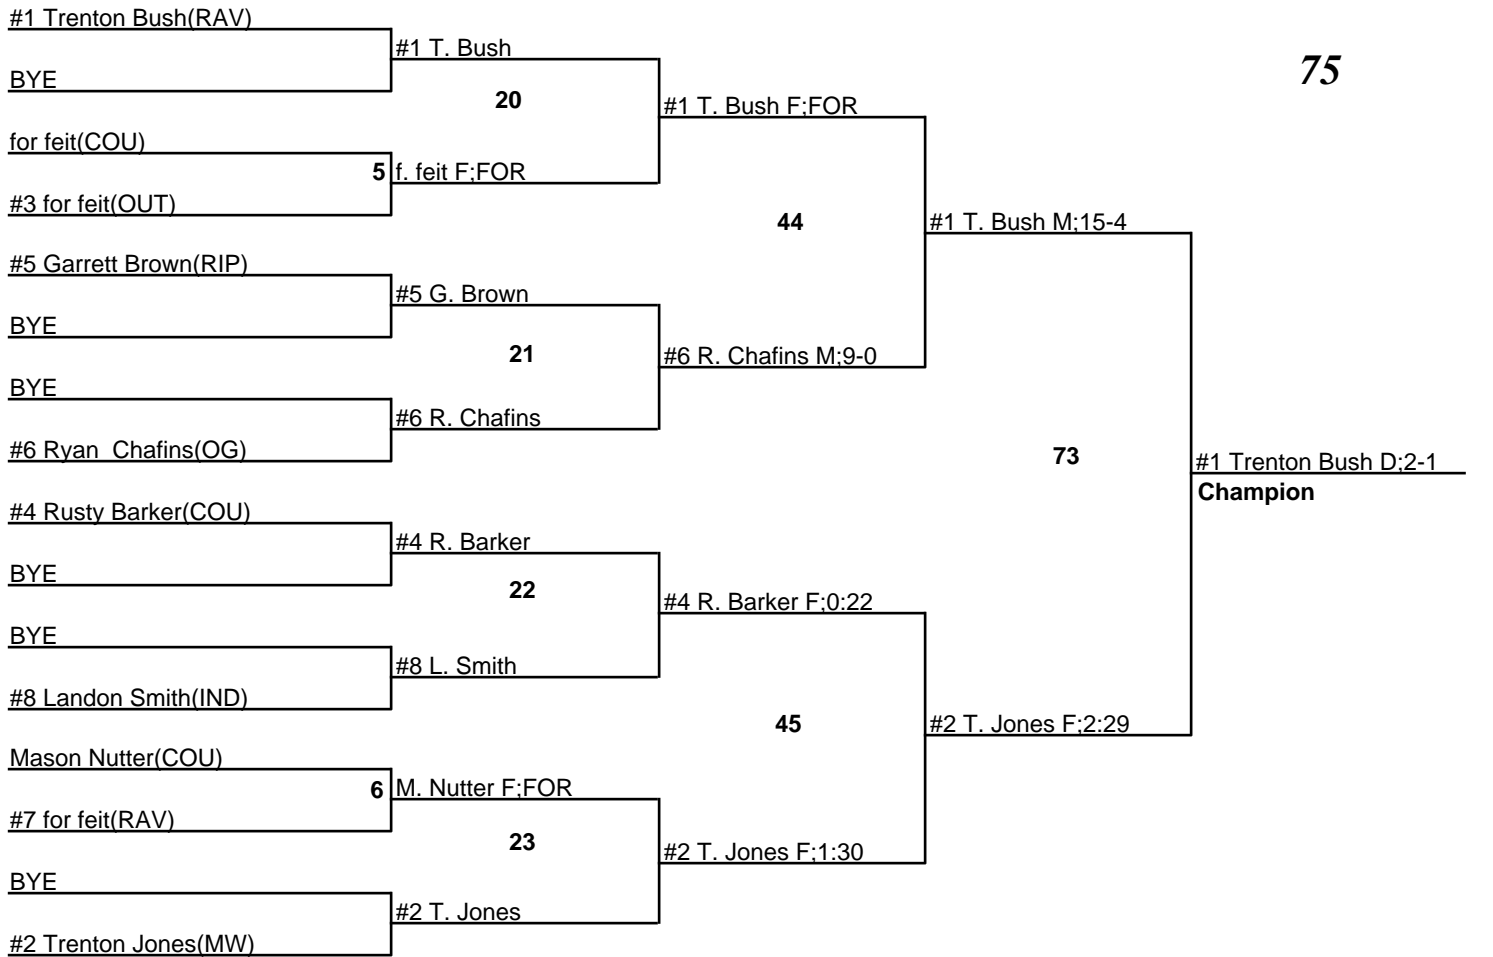 #1 Trenton Bush(RAV)
BYE
for feit(COU)
#3 for feit(OUT)
#5 Garrett Brown(RIP)
BYE
BYE
#6 Ryan  Chafins(OG)
#4 Rusty Barker(COU)
BYE
BYE
#8 Landon Smith(IND)
Mason Nutter(COU)
#7 for feit(RAV)
BYE
#2 Trenton Jones(MW)
#1 T. Bush
5
f. feit F;FOR
#5 G. Brown
#6 R. Chafins
#4 R. Barker
#8 L. Smith
6
M. Nutter F;FOR
#2 T. Jones
20
21
22
23
#1 T. Bush F;FOR
#6 R. Chafins M;9-0
#4 R. Barker F;0:22
#2 T. Jones F;1:30
44
45
#1 T. Bush M;15-4
#2 T. Jones F;2:29
73
#1 Trenton Bush D;2-1
Champion
75